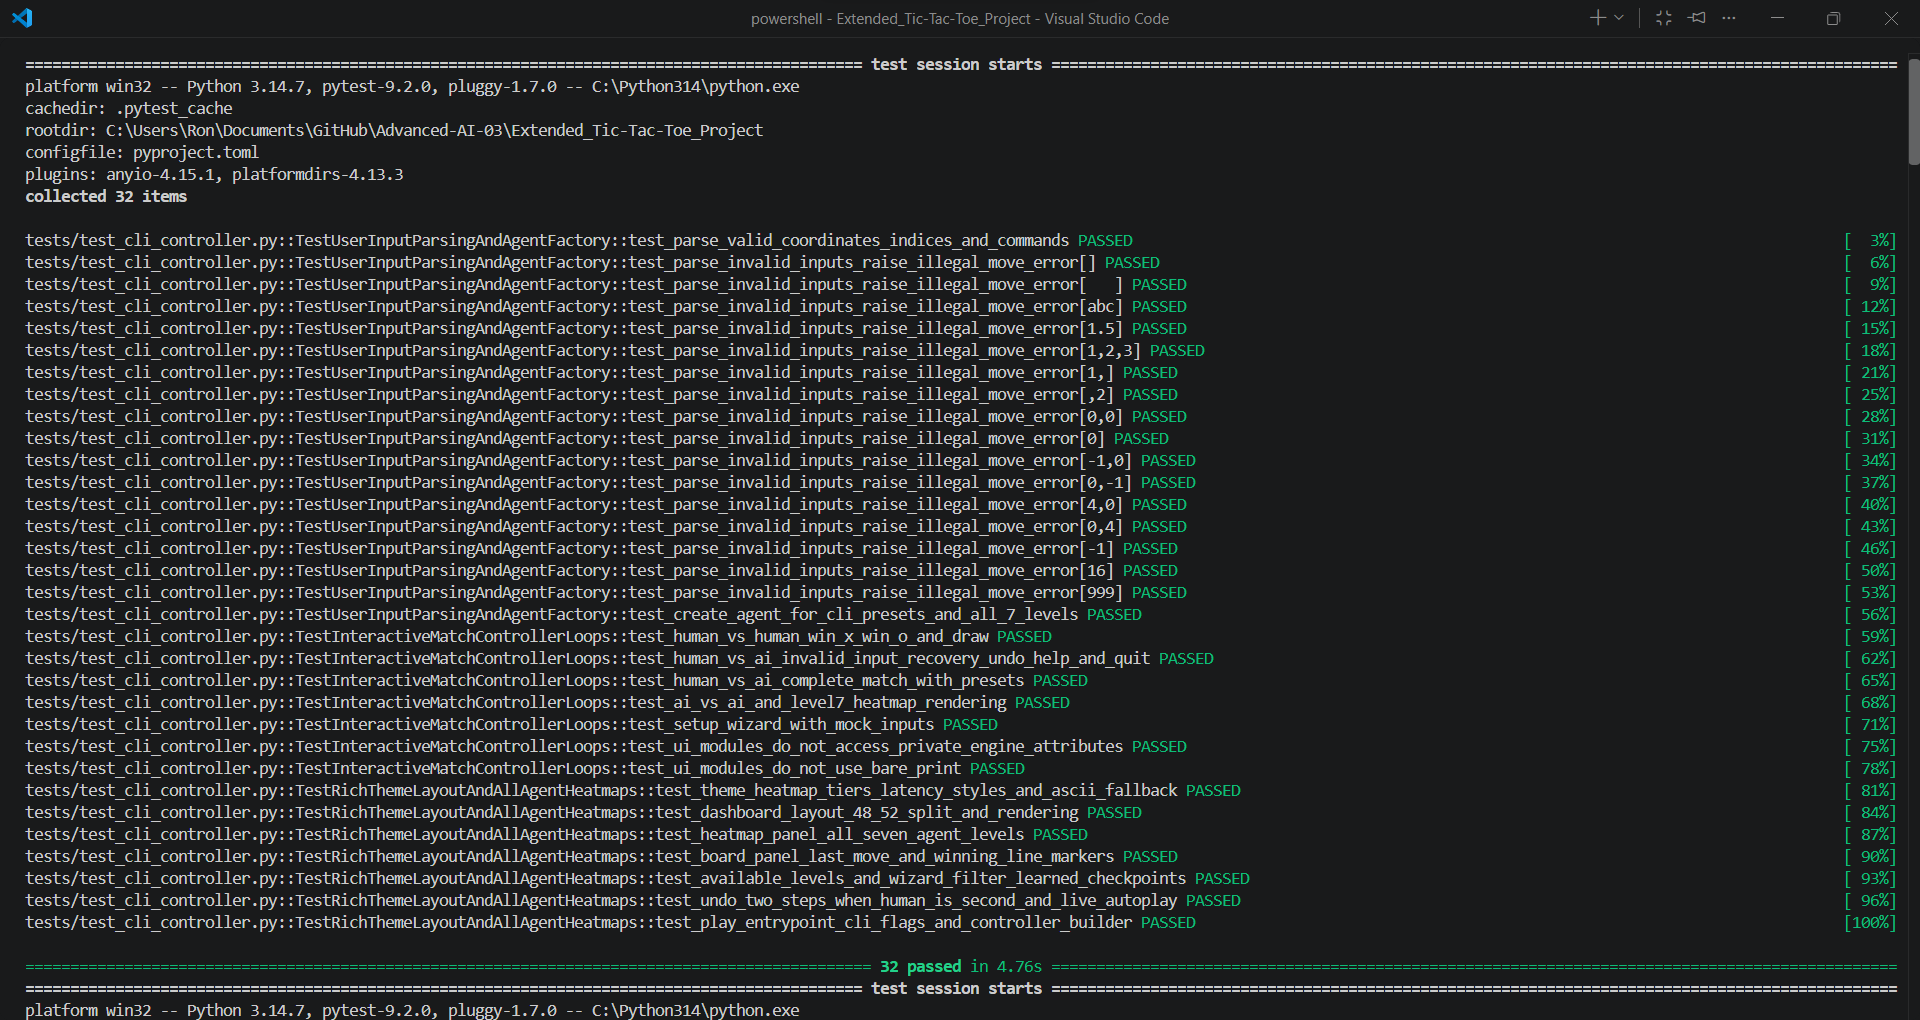 powershell - Extended_Tic-Tac-Toe_Project - Visual Studio Code
============================================================================================= test session starts ==============================================================================================
platform win32 -- Python 3.14.7, pytest-9.2.0, pluggy-1.7.0 -- C:\Python314\python.exe
cachedir: .pytest_cache
rootdir: C:\Users\Ron\Documents\GitHub\Advanced-AI-03\Extended_Tic-Tac-Toe_Project
configfile: pyproject.toml
plugins: anyio-4.15.1, platformdirs-4.13.3
collected 32 items
tests/test_cli_controller.py::TestUserInputParsingAndAgentFactory::test_parse_valid_coordinates_indices_and_commands PASSED [  3%]
tests/test_cli_controller.py::TestUserInputParsingAndAgentFactory::test_parse_invalid_inputs_raise_illegal_move_error[] PASSED [  6%]
tests/test_cli_controller.py::TestUserInputParsingAndAgentFactory::test_parse_invalid_inputs_raise_illegal_move_error[   ] PASSED [  9%]
tests/test_cli_controller.py::TestUserInputParsingAndAgentFactory::test_parse_invalid_inputs_raise_illegal_move_error[abc] PASSED [ 12%]
tests/test_cli_controller.py::TestUserInputParsingAndAgentFactory::test_parse_invalid_inputs_raise_illegal_move_error[1.5] PASSED [ 15%]
tests/test_cli_controller.py::TestUserInputParsingAndAgentFactory::test_parse_invalid_inputs_raise_illegal_move_error[1,2,3] PASSED [ 18%]
tests/test_cli_controller.py::TestUserInputParsingAndAgentFactory::test_parse_invalid_inputs_raise_illegal_move_error[1,] PASSED [ 21%]
tests/test_cli_controller.py::TestUserInputParsingAndAgentFactory::test_parse_invalid_inputs_raise_illegal_move_error[,2] PASSED [ 25%]
tests/test_cli_controller.py::TestUserInputParsingAndAgentFactory::test_parse_invalid_inputs_raise_illegal_move_error[0,0] PASSED [ 28%]
tests/test_cli_controller.py::TestUserInputParsingAndAgentFactory::test_parse_invalid_inputs_raise_illegal_move_error[0] PASSED [ 31%]
tests/test_cli_controller.py::TestUserInputParsingAndAgentFactory::test_parse_invalid_inputs_raise_illegal_move_error[-1,0] PASSED [ 34%]
tests/test_cli_controller.py::TestUserInputParsingAndAgentFactory::test_parse_invalid_inputs_raise_illegal_move_error[0,-1] PASSED [ 37%]
tests/test_cli_controller.py::TestUserInputParsingAndAgentFactory::test_parse_invalid_inputs_raise_illegal_move_error[4,0] PASSED [ 40%]
tests/test_cli_controller.py::TestUserInputParsingAndAgentFactory::test_parse_invalid_inputs_raise_illegal_move_error[0,4] PASSED [ 43%]
tests/test_cli_controller.py::TestUserInputParsingAndAgentFactory::test_parse_invalid_inputs_raise_illegal_move_error[-1] PASSED [ 46%]
tests/test_cli_controller.py::TestUserInputParsingAndAgentFactory::test_parse_invalid_inputs_raise_illegal_move_error[16] PASSED [ 50%]
tests/test_cli_controller.py::TestUserInputParsingAndAgentFactory::test_parse_invalid_inputs_raise_illegal_move_error[999] PASSED [ 53%]
tests/test_cli_controller.py::TestUserInputParsingAndAgentFactory::test_create_agent_for_cli_presets_and_all_7_levels PASSED [ 56%]
tests/test_cli_controller.py::TestInteractiveMatchControllerLoops::test_human_vs_human_win_x_win_o_and_draw PASSED [ 59%]
tests/test_cli_controller.py::TestInteractiveMatchControllerLoops::test_human_vs_ai_invalid_input_recovery_undo_help_and_quit PASSED [ 62%]
tests/test_cli_controller.py::TestInteractiveMatchControllerLoops::test_human_vs_ai_complete_match_with_presets PASSED [ 65%]
tests/test_cli_controller.py::TestInteractiveMatchControllerLoops::test_ai_vs_ai_and_level7_heatmap_rendering PASSED [ 68%]
tests/test_cli_controller.py::TestInteractiveMatchControllerLoops::test_setup_wizard_with_mock_inputs PASSED [ 71%]
tests/test_cli_controller.py::TestInteractiveMatchControllerLoops::test_ui_modules_do_not_access_private_engine_attributes PASSED [ 75%]
tests/test_cli_controller.py::TestInteractiveMatchControllerLoops::test_ui_modules_do_not_use_bare_print PASSED [ 78%]
tests/test_cli_controller.py::TestRichThemeLayoutAndAllAgentHeatmaps::test_theme_heatmap_tiers_latency_styles_and_ascii_fallback PASSED [ 81%]
tests/test_cli_controller.py::TestRichThemeLayoutAndAllAgentHeatmaps::test_dashboard_layout_48_52_split_and_rendering PASSED [ 84%]
tests/test_cli_controller.py::TestRichThemeLayoutAndAllAgentHeatmaps::test_heatmap_panel_all_seven_agent_levels PASSED [ 87%]
tests/test_cli_controller.py::TestRichThemeLayoutAndAllAgentHeatmaps::test_board_panel_last_move_and_winning_line_markers PASSED [ 90%]
tests/test_cli_controller.py::TestRichThemeLayoutAndAllAgentHeatmaps::test_available_levels_and_wizard_filter_learned_checkpoints PASSED [ 93%]
tests/test_cli_controller.py::TestRichThemeLayoutAndAllAgentHeatmaps::test_undo_two_steps_when_human_is_second_and_live_autoplay PASSED [ 96%]
tests/test_cli_controller.py::TestRichThemeLayoutAndAllAgentHeatmaps::test_play_entrypoint_cli_flags_and_controller_builder PASSED [100%]
============================================================================================== 32 passed in 4.76s ==============================================================================================
============================================================================================= test session starts ==============================================================================================
platform win32 -- Python 3.14.7, pytest-9.2.0, pluggy-1.7.0 -- C:\Python314\python.exe